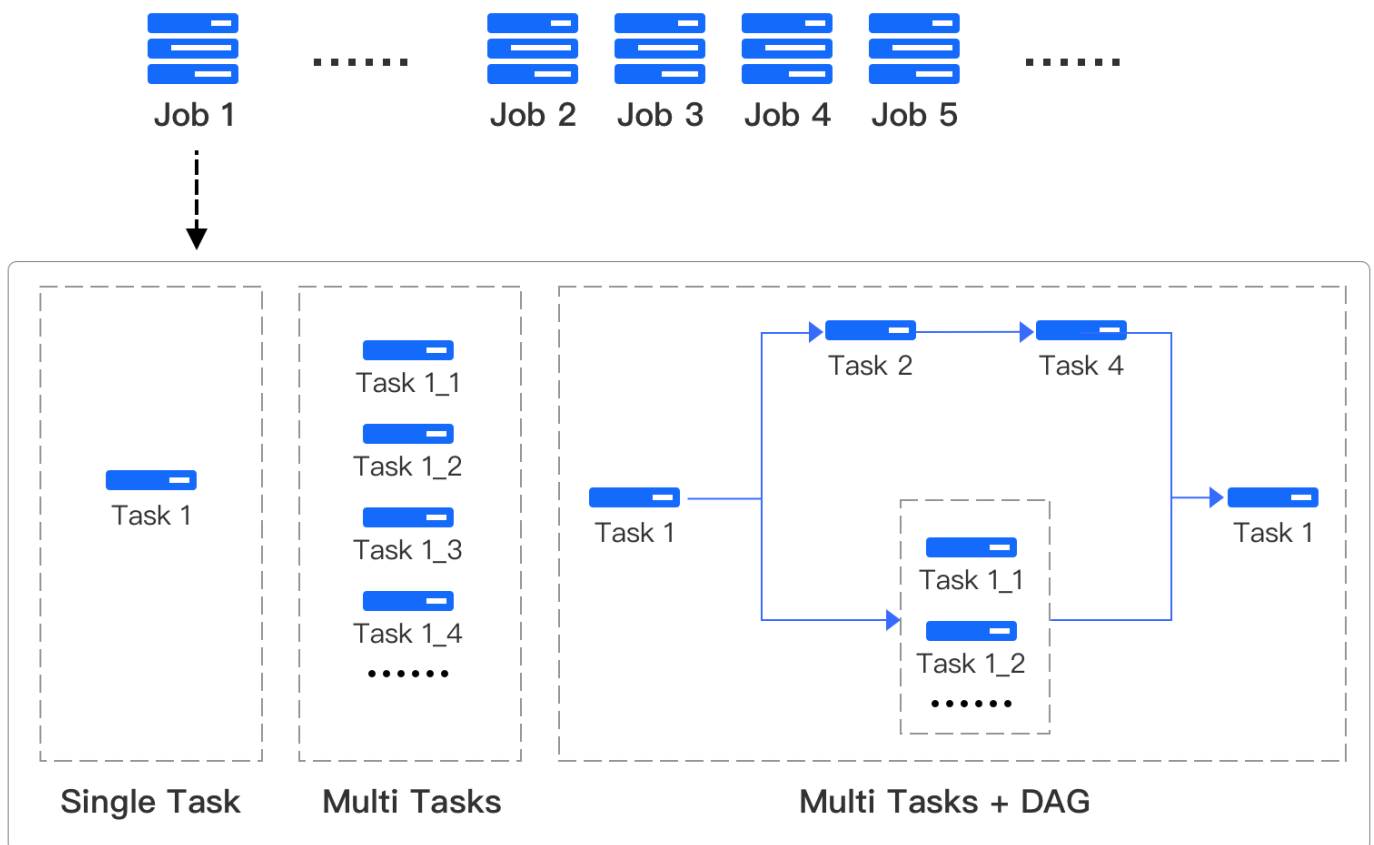 Job 1
Job 2
Job 3
Job 4
Job 5
Task 1
Single Task
Task 1_1
Task 1_2
Task 1_3
Task 1_4
Multi Tasks
Task 1
Task 2
Task 4
Task 1_1
Task 1_2
Task 1
Multi Tasks + DAG